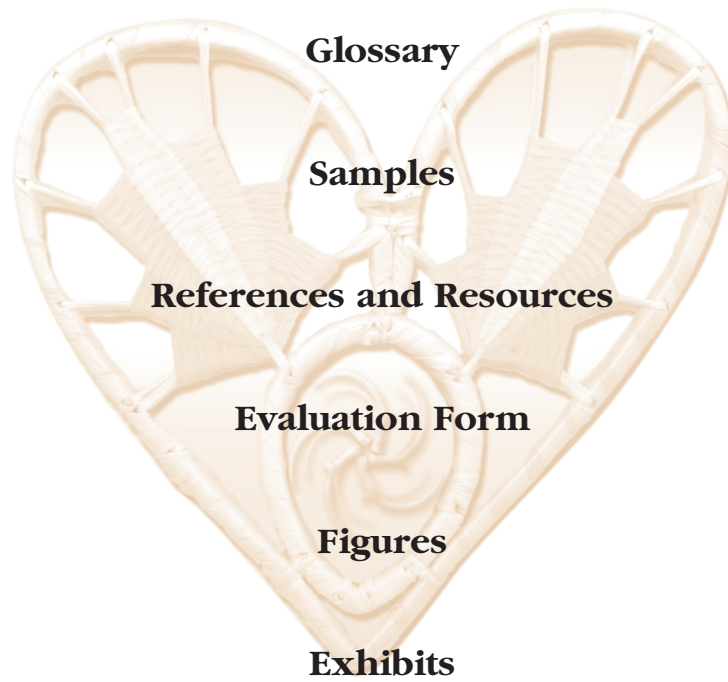 Glossary
Samples
References and Resources
Evaluation Form
Figures
Exhibits